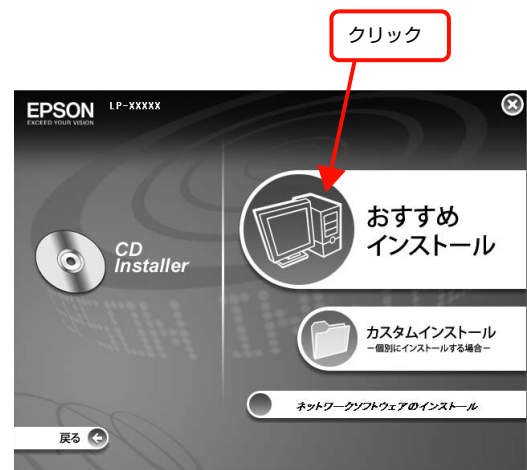 クリック
EPSON LP-XXXXX
EXCEED YOUR VISION
おすすめ
インストール
CD
Installer
カスタムインストール
－個別にインストールする場合－
ネットワークソフトウェアのインストール
戻る